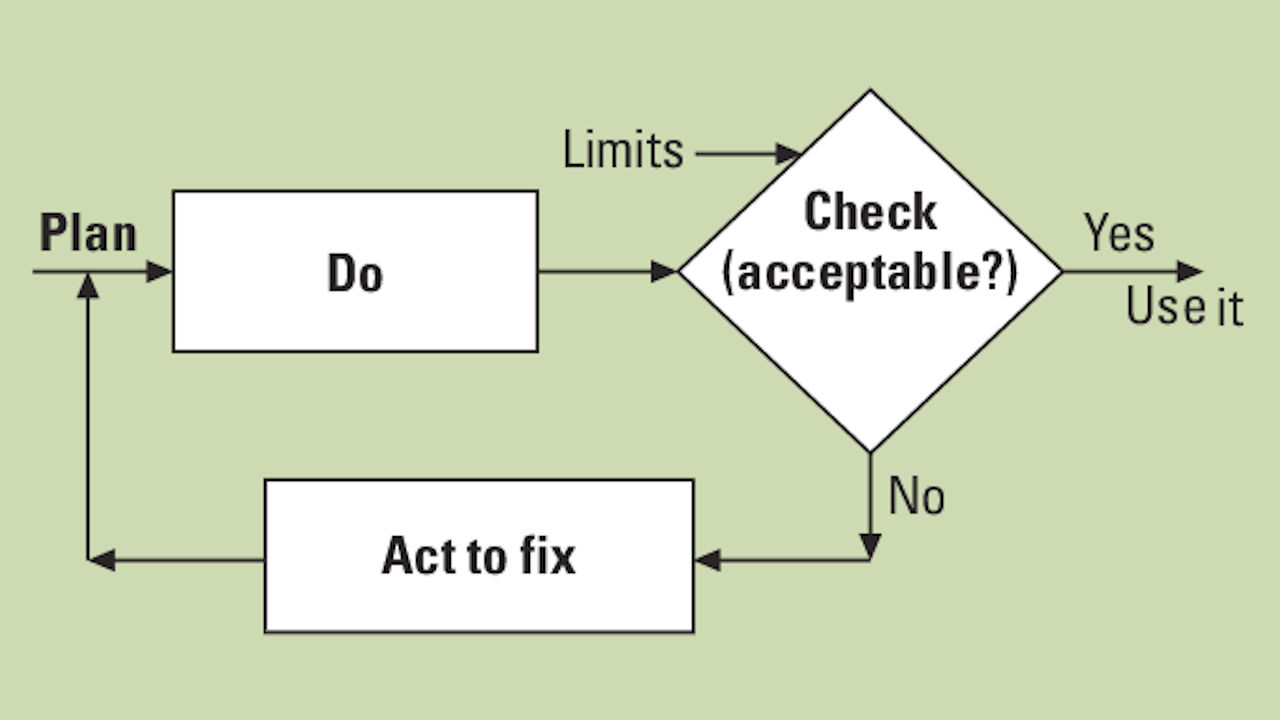 Limits
Plan
Do
Check
(acceptable?)
Yes
Use it
No
Act to fix